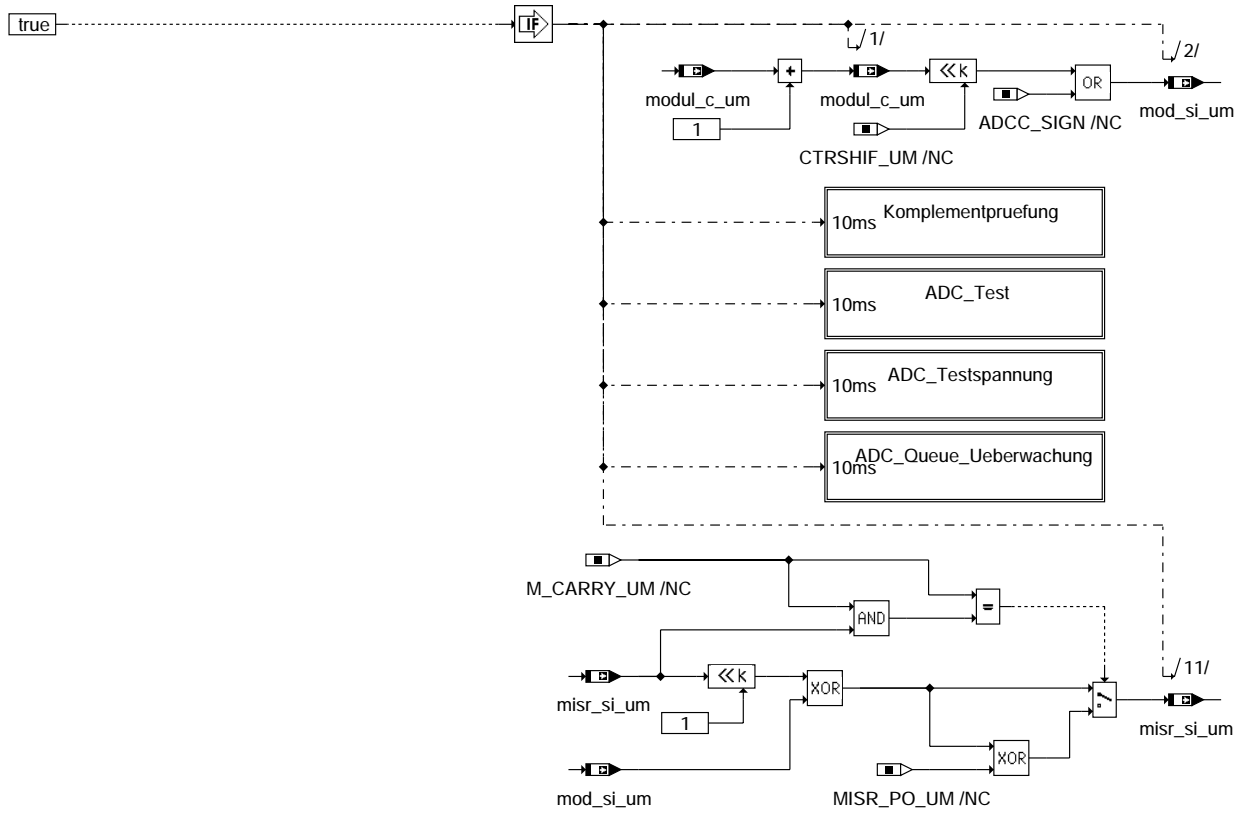 true
IF
/1/
/2/
modul_c_um
+
modul_c_um
<<k
OR
mod_si_um
1
CTRSHIF_UM /NC
ADCC_SIGN /NC
Komplementpruefung
10ms
ADC_Test
10ms
ADC_Testspannung
10ms
ADC_Queue_Ueberwachung
10ms
M_CARRY_UM /NC
AND
=
/11/
misr_si_um
<<k
1
XOR
misr_si_um
mod_si_um
XOR
MISR_PO_UM /NC